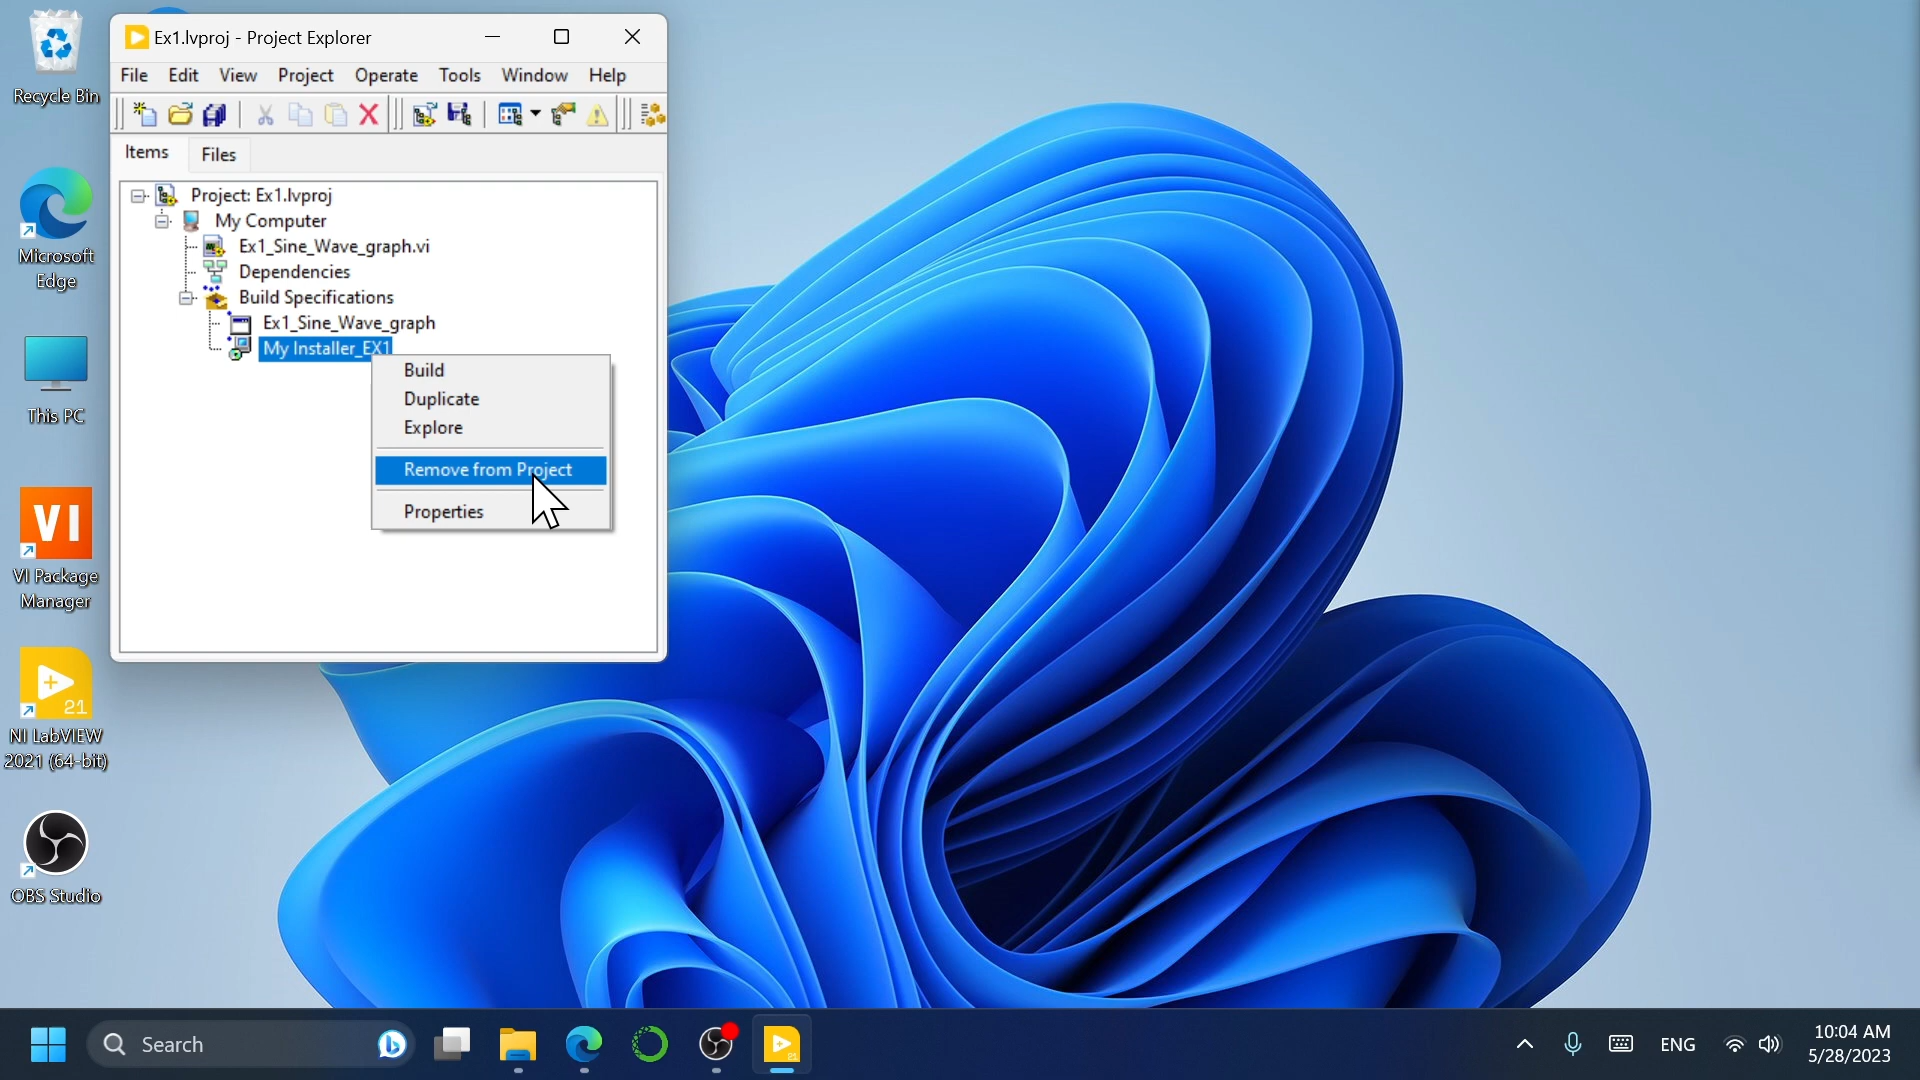 Recycle Bin
Microsoft
Edge
This PC
VI
VI Package
Manager
21
NI LabVIEW
2021 (64-bit)
OBS Studio
Ex1.lvproj - Project Explorer
File Edit View Project Operate Tools Window Help
Items Files
Project: Ex1.lvproj
My Computer
Ex1_Sine_Wave_graph.vi
Dependencies
Build Specifications
Ex1_Sine_Wave_graph
My Installer_EX1
Build
Duplicate
Explore
Remove from Project
Properties
Search
21
ENG
10:04 AM
5/28/2023